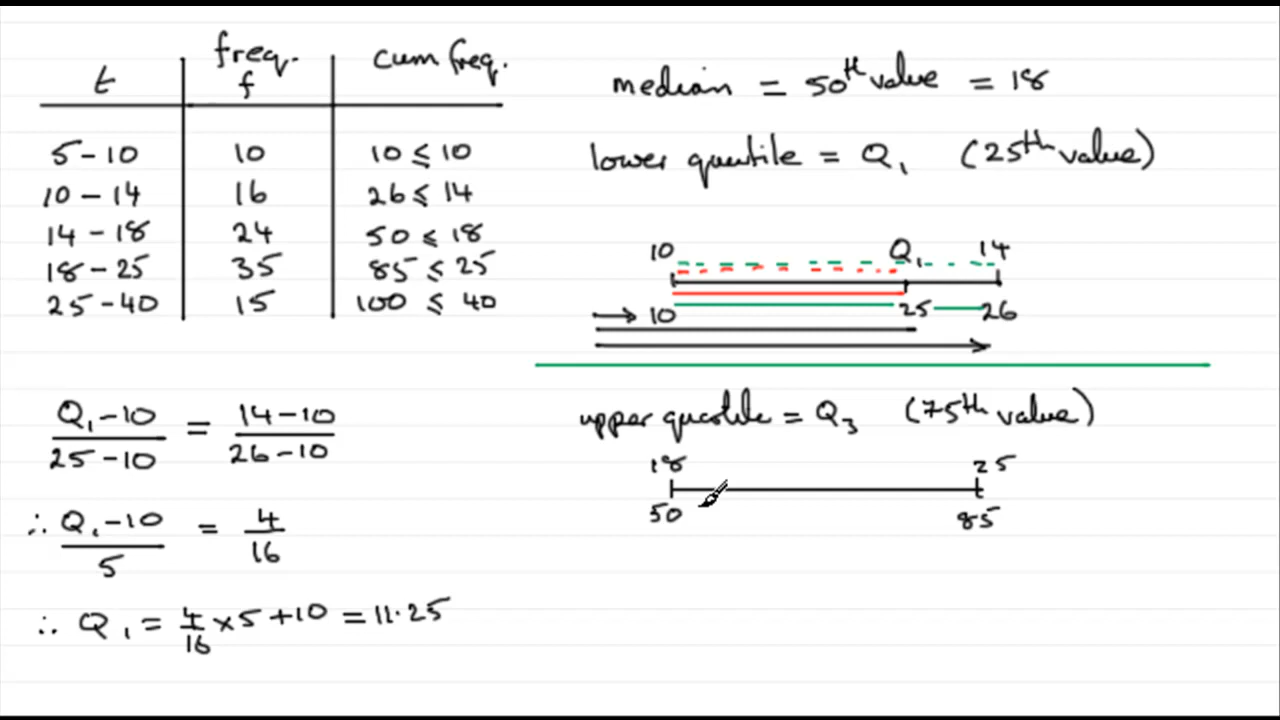 t freq. f cum freq.
5-10 10 10 ≤ 10
10-14 16 26 ≤ 14
14-18 24 50 ≤ 18
18-25 35 85 ≤ 25
25-40 15 100 ≤ 40
Q₁-10 / 25-10 = 14-10 / 26-10
∴ Q₁-10 / 5 = 4 / 16
∴ Q₁ = 4/16 × 5 + 10 = 11.25
median = 50th value = 18
lower quartile = Q₁ (25th value)
10 Q₁ 14
10 25 26
upper quartile = Q₃ (75th value)
18 25
50 85